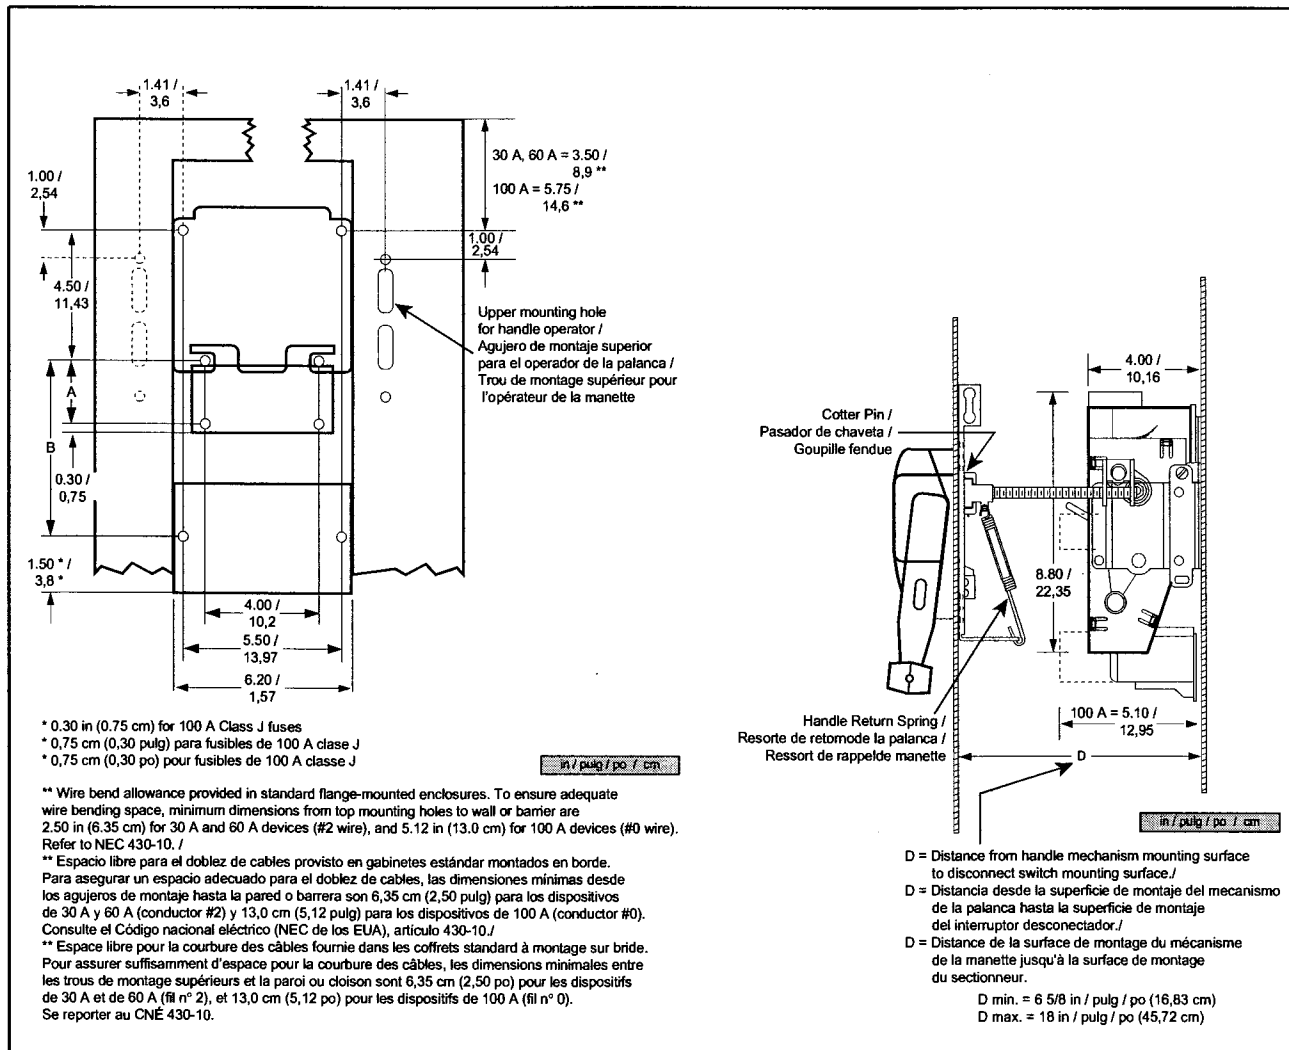 1.41 /
3,6
1.41 /
3,6
30 A, 60 A = 3.50 /
8,9 **
100 A = 5.75 /
14,6 **
1.00 /
2,54
1.00 /
2,54
4.50 /
11,43
Upper mounting hole
for handle operator /
Agujero de montaje superior
para el operador de la palanca /
Trou de montage supérieur pour
l'opérateur de la manette
A
B
0.30 /
0,75
1.50 * /
3,8 *
4.00 /
10,2
5.50 /
13,97
6.20 /
1,57
* 0.30 in (0.75 cm) for 100 A Class J fuses
* 0,75 cm (0,30 pulg) para fusibles de 100 A clase J
* 0,75 cm (0,30 po) pour fusibles de 100 A classe J
in / pulg / po / cm
** Wire bend allowance provided in standard flange-mounted enclosures. To ensure adequate
wire bending space, minimum dimensions from top mounting holes to wall or barrier are
2.50 in (6.35 cm) for 30 A and 60 A devices (#2 wire), and 5.12 in (13.0 cm) for 100 A devices (#0 wire).
Refer to NEC 430-10. /
** Espacio libre para el doblez de cables provisto en gabinetes estándar montados en borde.
Para asegurar un espacio adecuado para el doblez de cables, las dimensiones mínimas desde
los agujeros de montaje hasta la pared o barrera son 6,35 cm (2,50 pulg) para los dispositivos
de 30 A y 60 A (conductor #2) y 13,0 cm (5,12 pulg) para los dispositivos de 100 A (conductor #0).
Consulte el Código nacional eléctrico (NEC de los EUA), artículo 430-10./
** Espace libre pour la courbure des câbles fournie dans les coffrets standard à montage sur bride.
Pour assurer suffisamment d'espace pour la courbure des câbles, les dimensions minimales entre
les trous de montage supérieurs et la paroi ou cloison sont 6,35 cm (2,50 po) pour les dispositifs
de 30 A et de 60 A (fil n° 2), et 13,0 cm (5,12 po) pour les dispositifs de 100 A (fil n° 0).
Se reporter au CNÉ 430-10.
4.00 /
10,16
Cotter Pin /
Pasador de chaveta /
Goupille fendue
8.80 /
22,35
100 A = 5.10 /
12,95
Handle Return Spring /
Resorte de retornode la palanca /
Ressort de rappelde manette
D
in / pulg / po / cm
D = Distance from handle mechanism mounting surface
to disconnect switch mounting surface./
D = Distancia desde la superficie de montaje del mecanismo
de la palanca hasta la superficie de montaje
del interruptor desconectador./
D = Distance de la surface de montage du mécanisme
de la manette jusqu'à la surface de montage
du sectionneur.
D min. = 6 5/8 in / pulg / po (16,83 cm)
D max. = 18 in / pulg / po (45,72 cm)